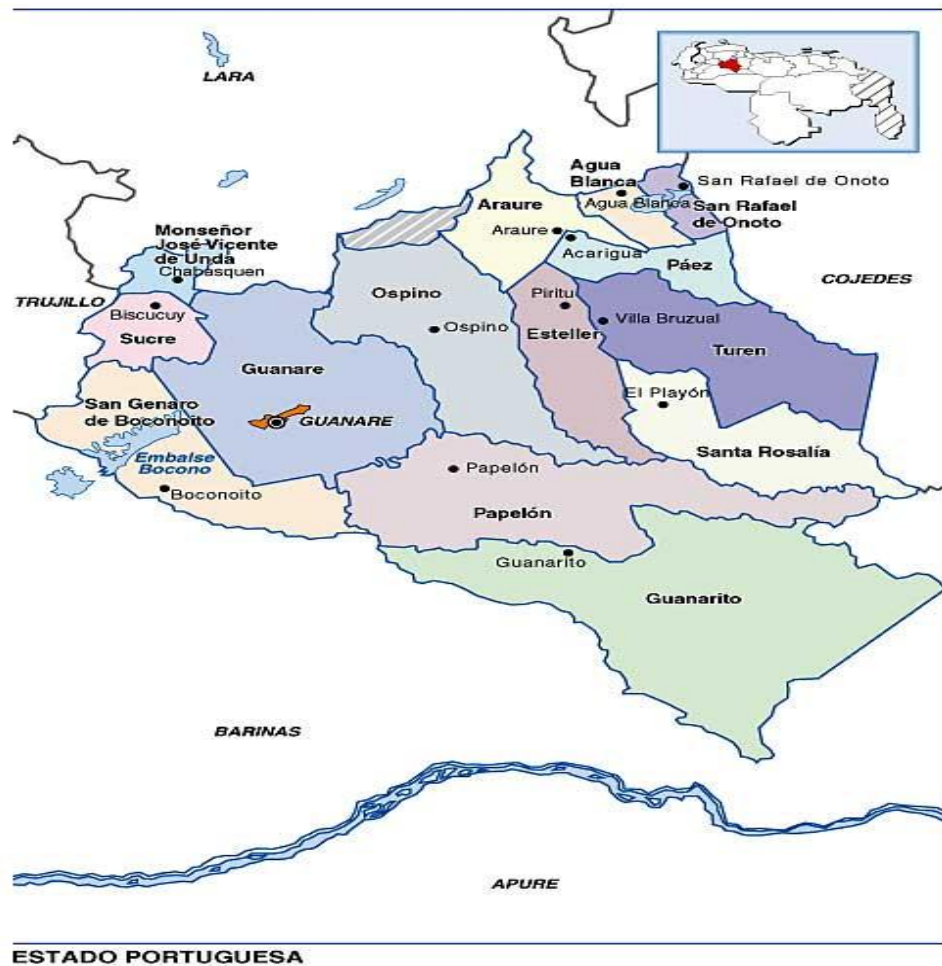 LARA
Agua
Blanca
San Rafael de Onoto
Agua Blanca
San Rafael
de Onoto
Araure
Araure
Acarigua
Páez
Monseñor
José Vicente
de Unda
Chabasquen
COJEDES
TRUJILLO
Ospino
Piritu
Biscucuy
Sucre
Ospino
Esteller
Villa Bruzual
Turen
Guanare
El Playón
San Genaro
de Boconoito
GUANARE
Santa Rosalía
Embalse
Bocono
Papelón
Boconoito
Papelón
Guanarito
Guanarito
BARINAS
APURE
ESTADO PORTUGUESA